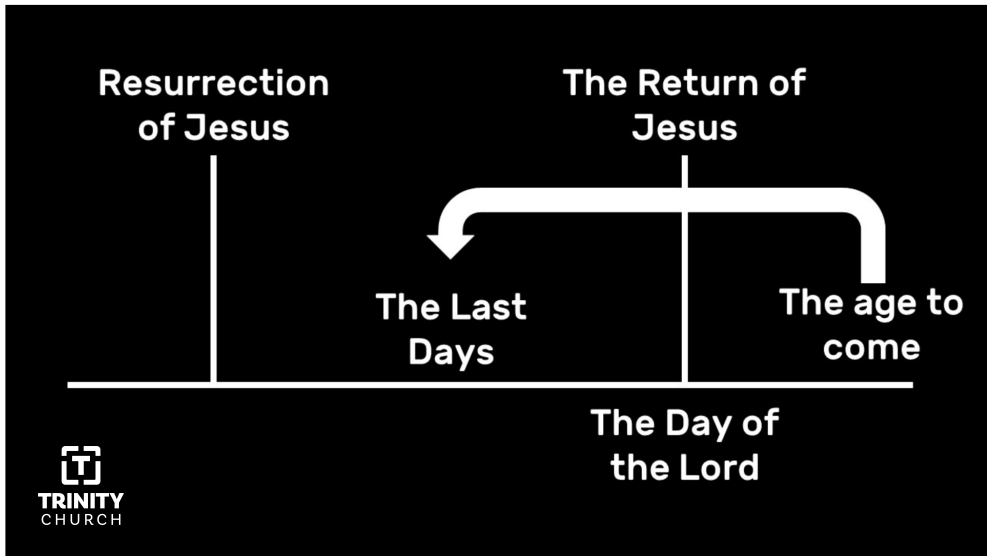 Resurrection
of Jesus
The Return of
Jesus
The Last
Days
The age to
come
The Day of
the Lord
T
TRINITY
CHURCH